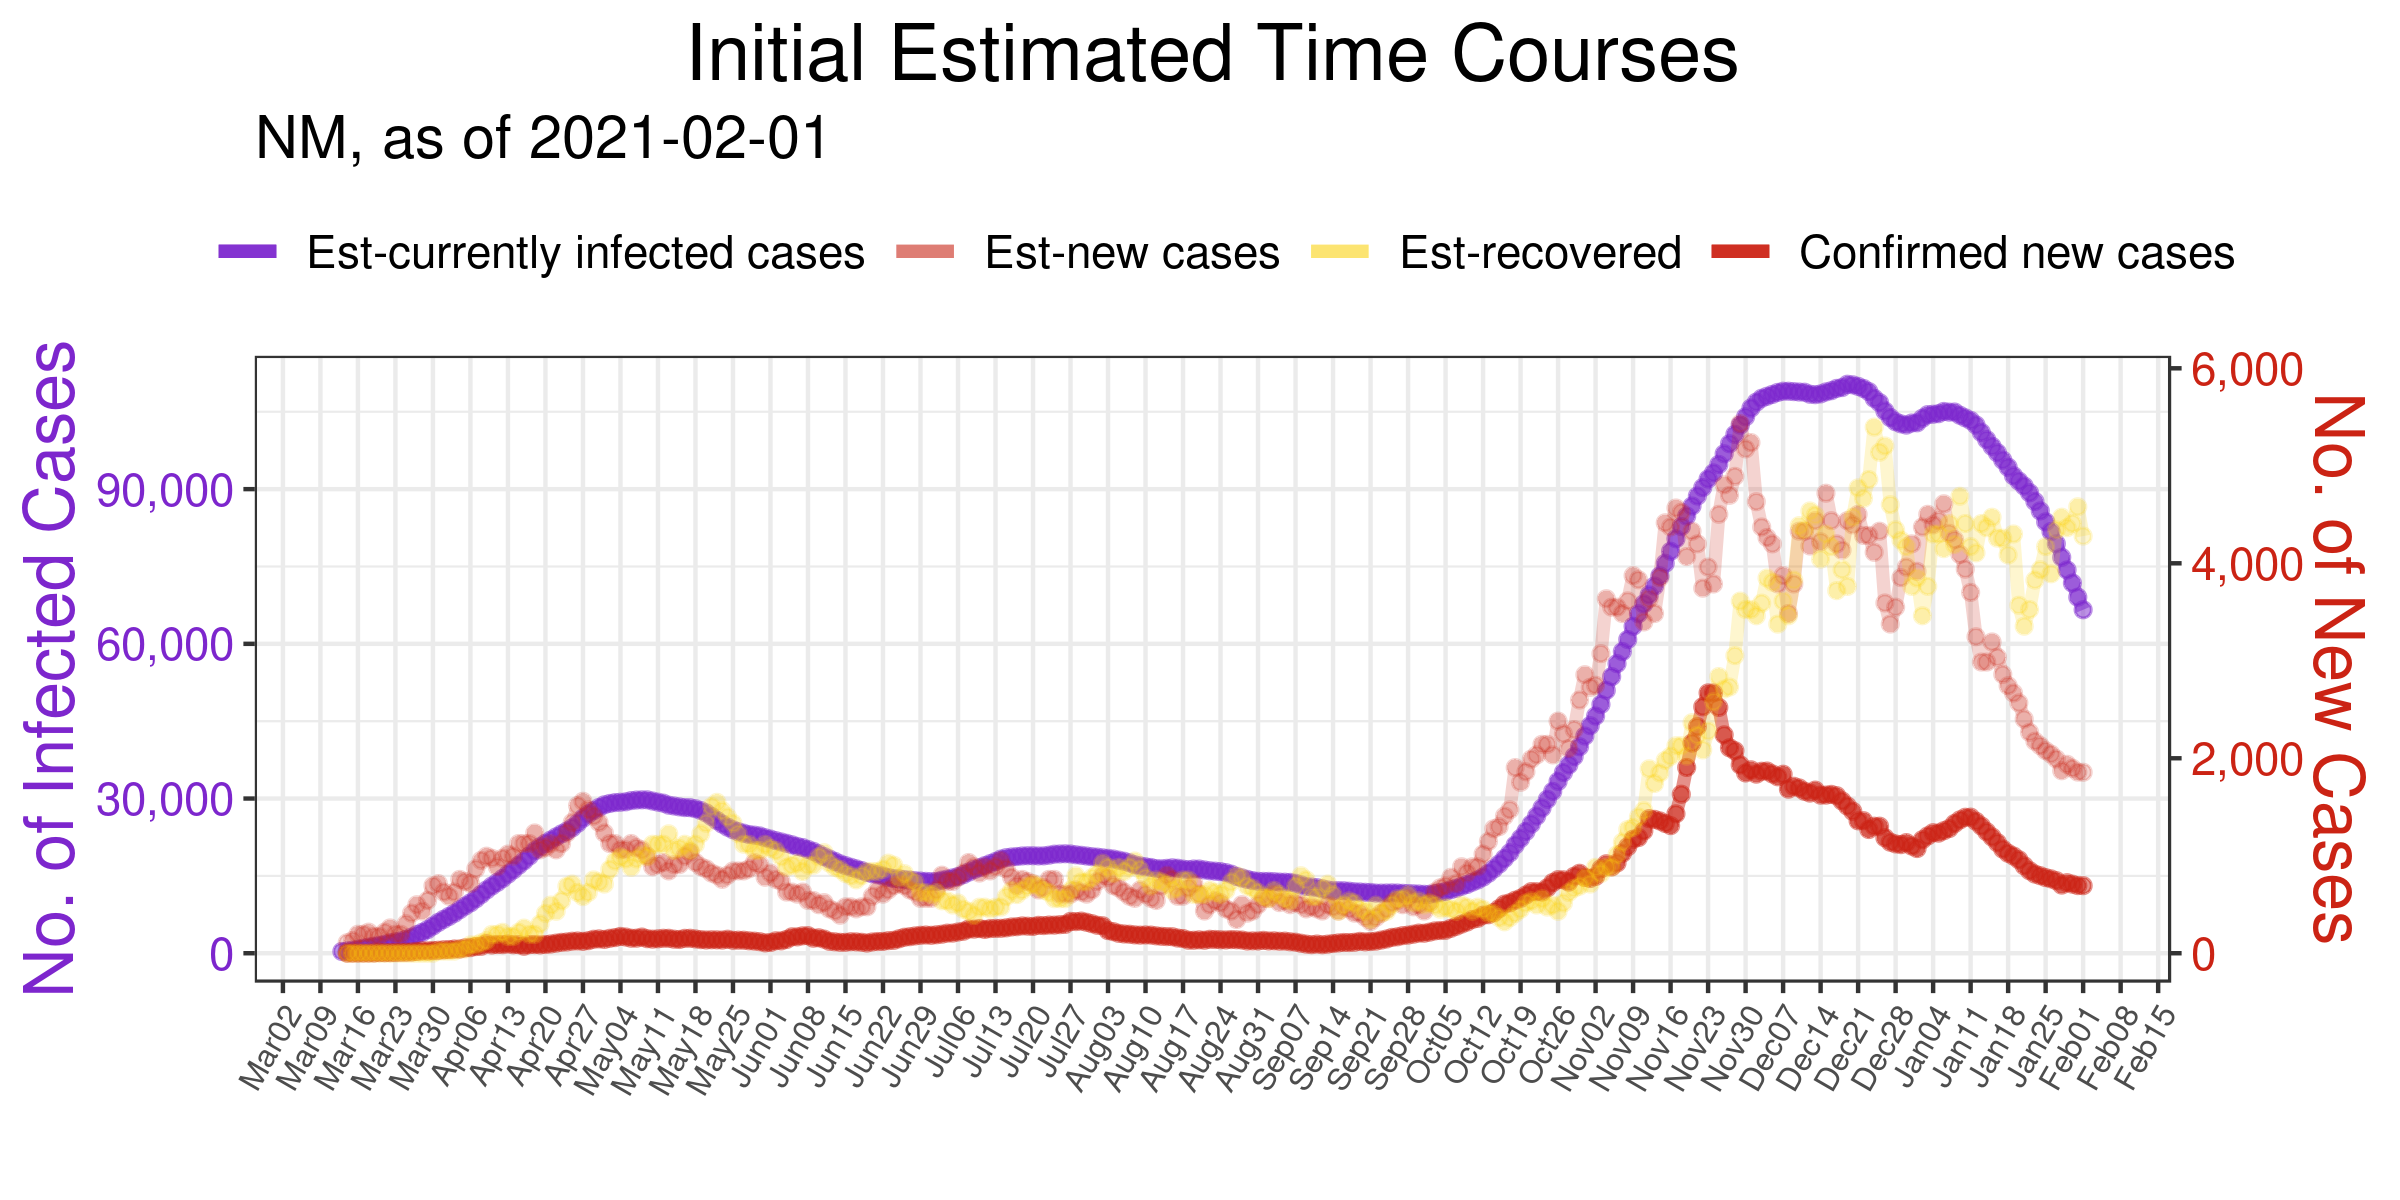 Initial Estimated Time Courses
NM, as of 2021-02-01
Est-currently infected cases Est-new cases Est-recovered Confirmed new cases
No. of Infected Cases
90,000
60,000
30,000
0
6,000
4,000
2,000
0
No. of New Cases
Mar02 Mar09 Mar16 Mar23 Mar30 Apr06 Apr13 Apr20 Apr27 May04 May11 May18 May25 Jun01 Jun08 Jun15 Jun22 Jun29 Jul06 Jul13 Jul20 Jul27 Aug03 Aug10 Aug17 Aug24 Aug31 Sep07 Sep14 Sep21 Sep28 Oct05 Oct12 Oct19 Oct26 Nov02 Nov09 Nov16 Nov23 Nov30 Dec07 Dec14 Dec21 Dec28 Jan04 Jan11 Jan18 Jan25 Feb01 Feb08 Feb15